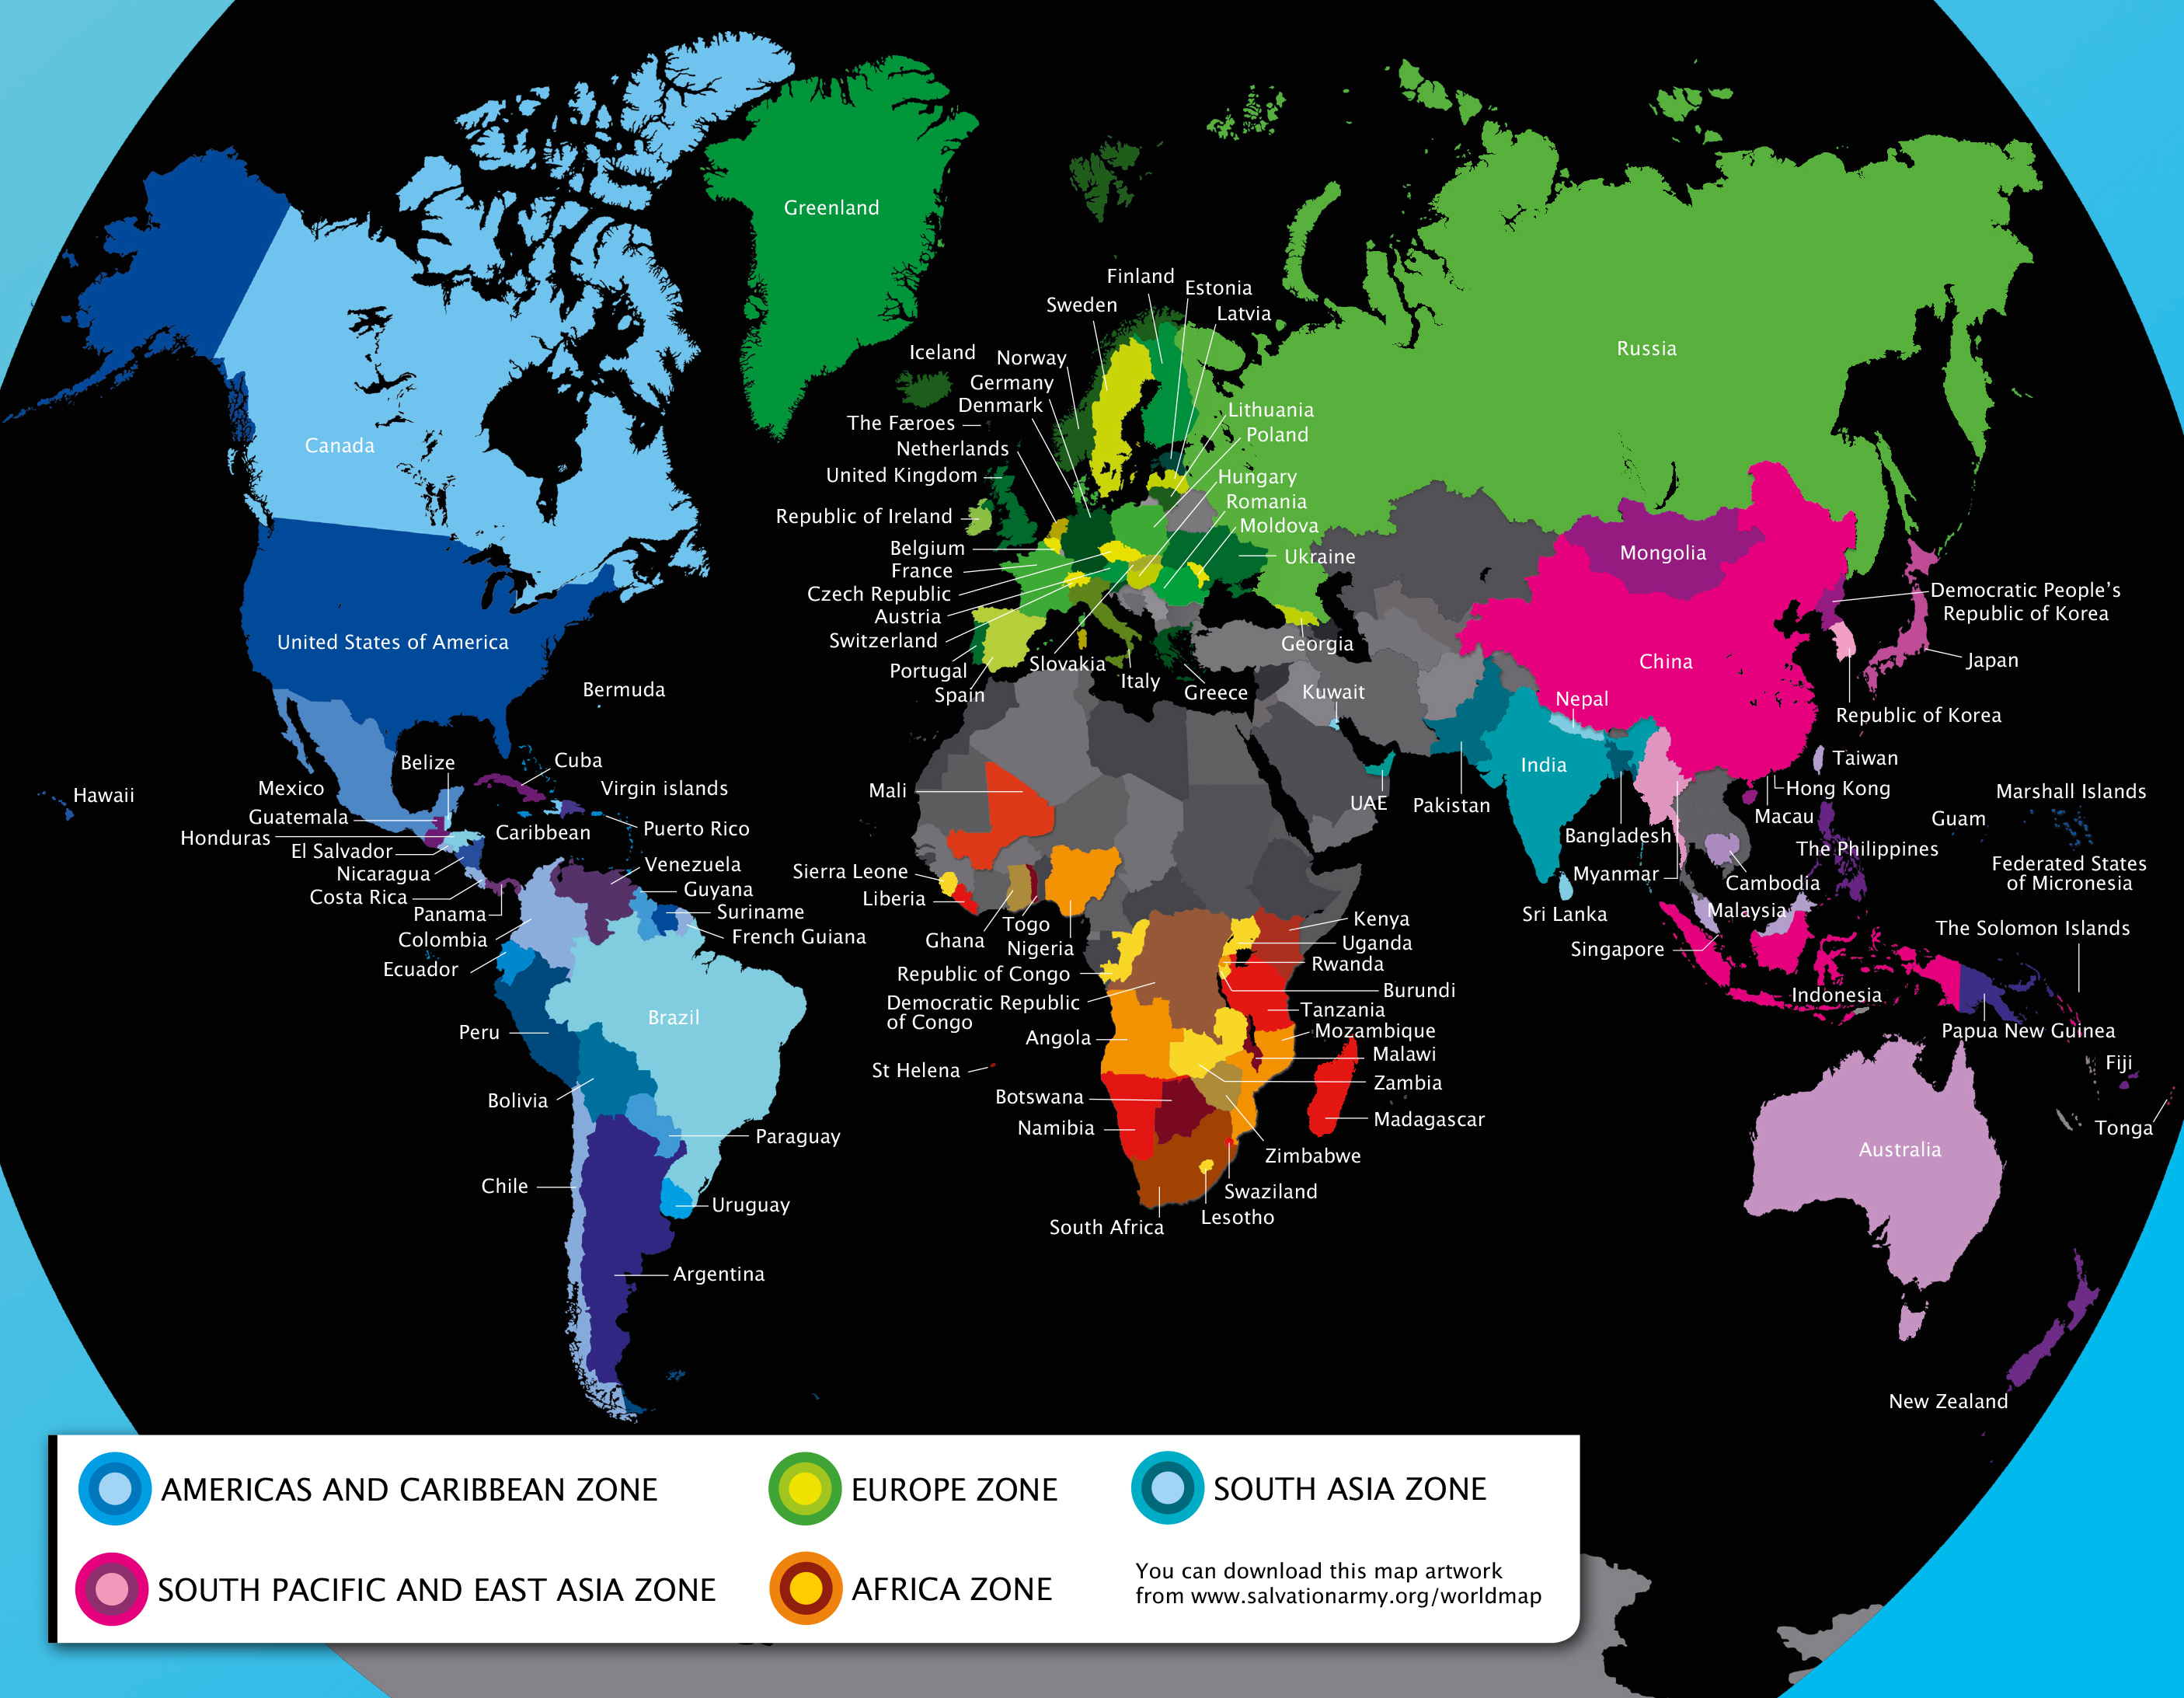 Greenland
Russia
Canada
United States of America
Bermuda
Hawaii
Mexico
Belize
Cuba
Virgin islands
Guatemala
Honduras
Caribbean
Puerto Rico
El Salvador
Nicaragua
Costa Rica
Panama
Venezuela
Guyana
Suriname
French Guiana
Colombia
Ecuador
Peru
Brazil
Bolivia
Paraguay
Chile
Uruguay
Argentina
Finland
Estonia
Sweden
Latvia
Iceland
Norway
Germany
Denmark
The Færoes
Netherlands
United Kingdom
Republic of Ireland
Belgium
France
Czech Republic
Austria
Switzerland
Portugal
Spain
Lithuania
Poland
Hungary
Romania
Moldova
Ukraine
Georgia
Slovakia
Italy
Greece
Kuwait
UAE
Pakistan
Mali
Sierra Leone
Liberia
Ghana
Togo
Nigeria
Republic of Congo
Democratic Republic
of Congo
Angola
St Helena
Botswana
Namibia
South Africa
Kenya
Uganda
Rwanda
Burundi
Tanzania
Mozambique
Malawi
Zambia
Madagascar
Zimbabwe
Swaziland
Lesotho
Mongolia
Democratic People’s
Republic of Korea
China
Japan
Nepal
Republic of Korea
India
Taiwan
Hong Kong
Macau
Marshall Islands
Guam
Bangladesh
The Philippines
Myanmar
Cambodia
Federated States
of Micronesia
Sri Lanka
Malaysia
Singapore
The Solomon Islands
Indonesia
Papua New Guinea
Fiji
Tonga
Australia
New Zealand
AMERICAS AND CARIBBEAN ZONE
EUROPE ZONE
SOUTH ASIA ZONE
SOUTH PACIFIC AND EAST ASIA ZONE
AFRICA ZONE
You can download this map artwork
from www.salvationarmy.org/worldmap